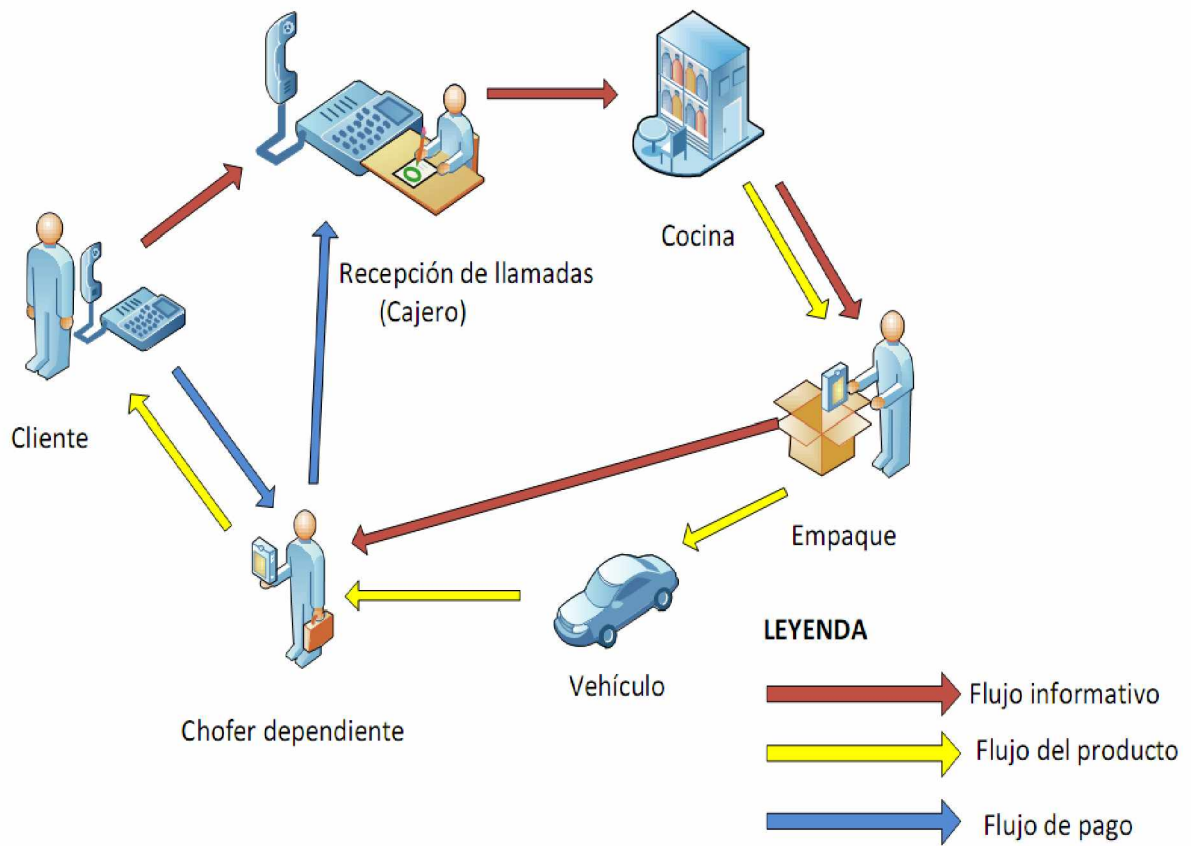 Cocina
Recepción de llamadas
(Cajero)
Cliente
Empaque
LEYENDA
Vehículo
Flujo informativo
Chofer dependiente
Flujo del producto
Flujo de pago